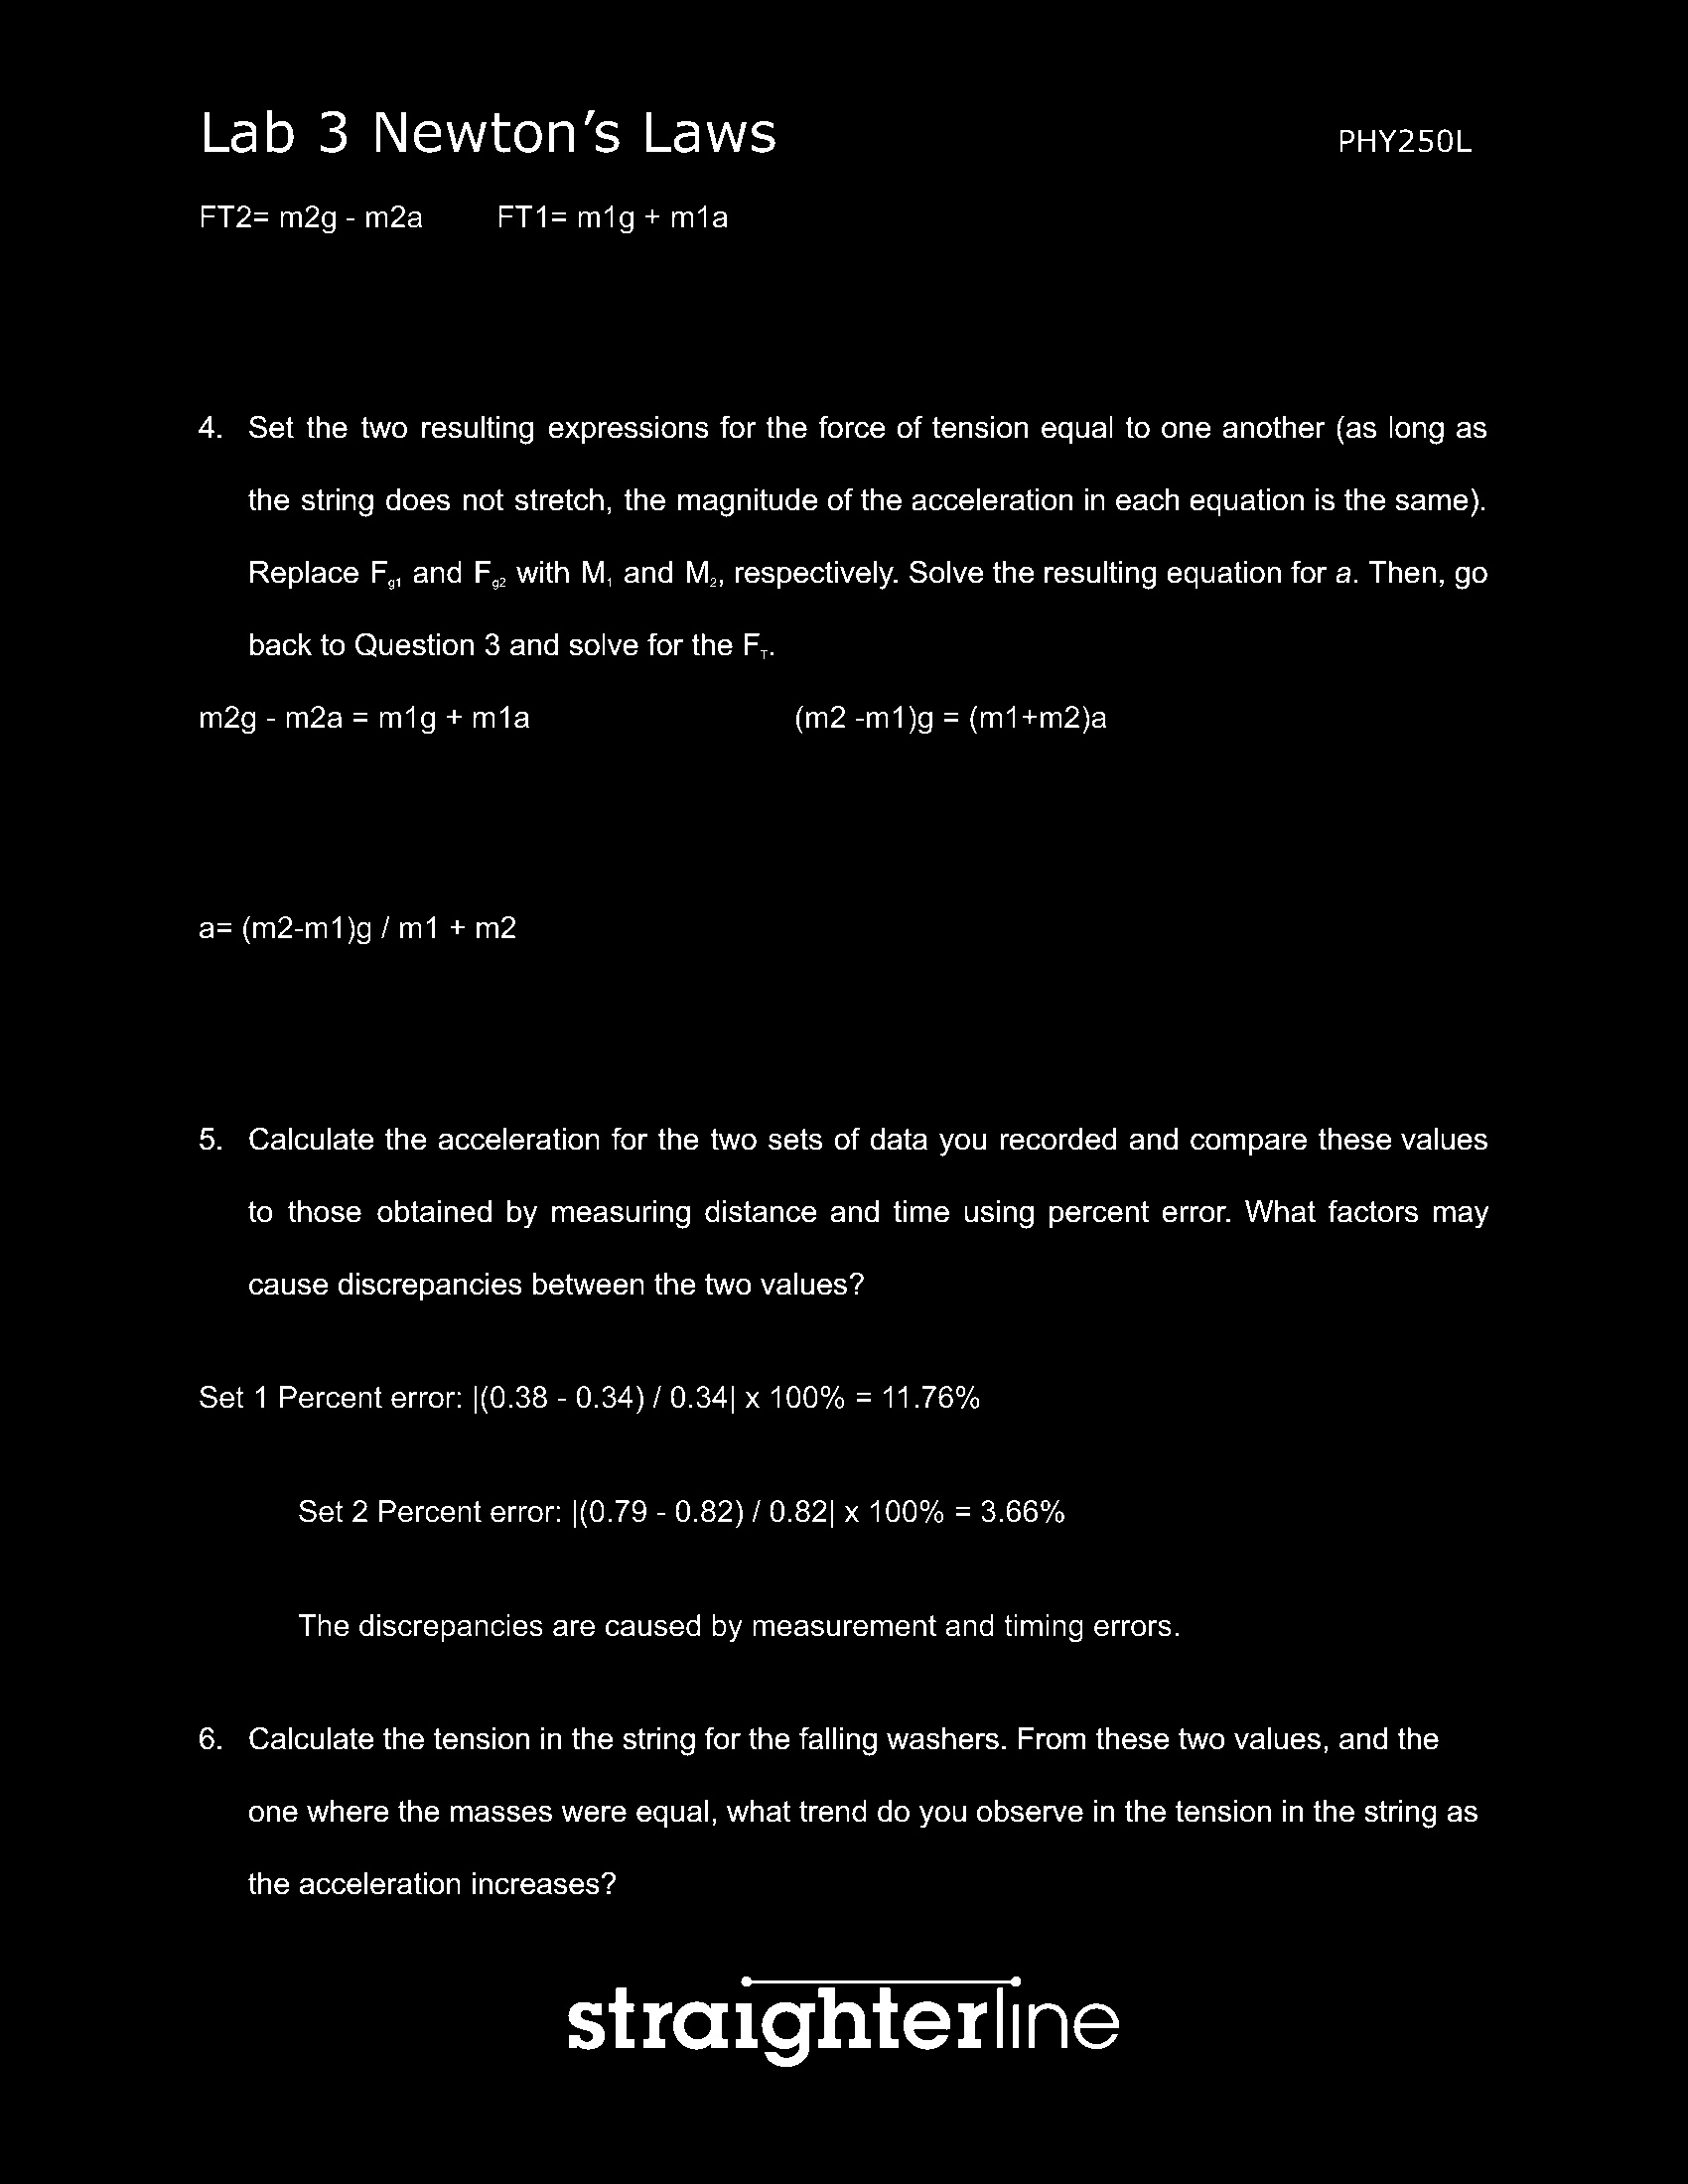 Lab 3 Newton’s Laws PHY250L
FT2= m2g - m2a FT1= m1g + m1a
4. Set the two resulting expressions for the force of tension equal to one another (as long as
the string does not stretch, the magnitude of the acceleration in each equation is the same).
Replace Fg1 and Fg2 with M1 and M2, respectively. Solve the resulting equation for a. Then, go
back to Question 3 and solve for the FT.
m2g - m2a = m1g + m1a (m2 -m1)g = (m1+m2)a
a= (m2-m1)g / m1 + m2
5. Calculate the acceleration for the two sets of data you recorded and compare these values
to those obtained by measuring distance and time using percent error. What factors may
cause discrepancies between the two values?
Set 1 Percent error: |(0.38 - 0.34) / 0.34| x 100% = 11.76%
Set 2 Percent error: |(0.79 - 0.82) / 0.82| x 100% = 3.66%
The discrepancies are caused by measurement and timing errors.
6. Calculate the tension in the string for the falling washers. From these two values, and the
one where the masses were equal, what trend do you observe in the tension in the string as
the acceleration increases?
straighterline